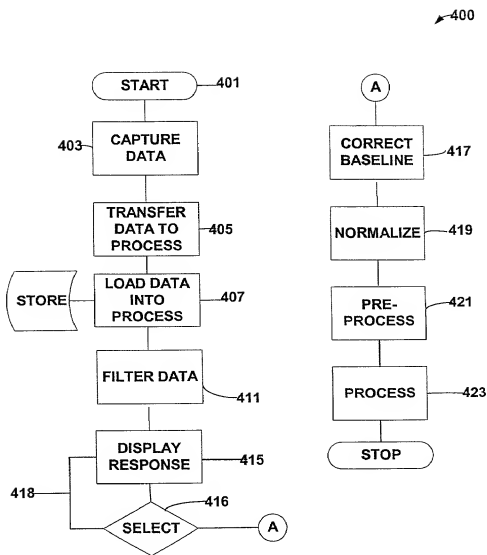 400
START
401
CAPTURE
DATA
403
TRANSFER
DATA TO
PROCESS
405
STORE
LOAD DATA
INTO
PROCESS
407
FILTER DATA
411
DISPLAY
RESPONSE
415
418
416
SELECT
A
A
CORRECT
BASELINE
417
NORMALIZE
419
PRE-
PROCESS
421
PROCESS
423
STOP